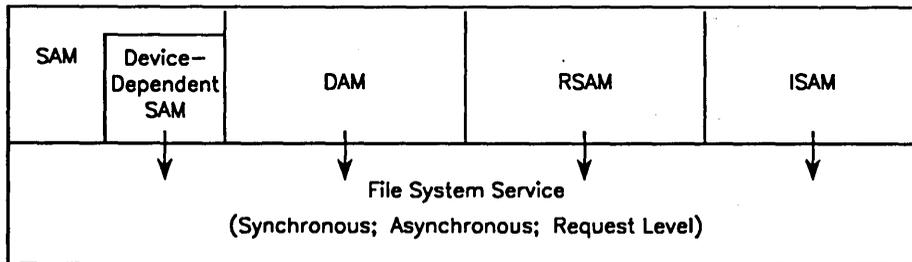 SAM
Device–
Dependent
SAM
DAM
RSAM
ISAM
File System Service
(Synchronous; Asynchronous; Request Level)